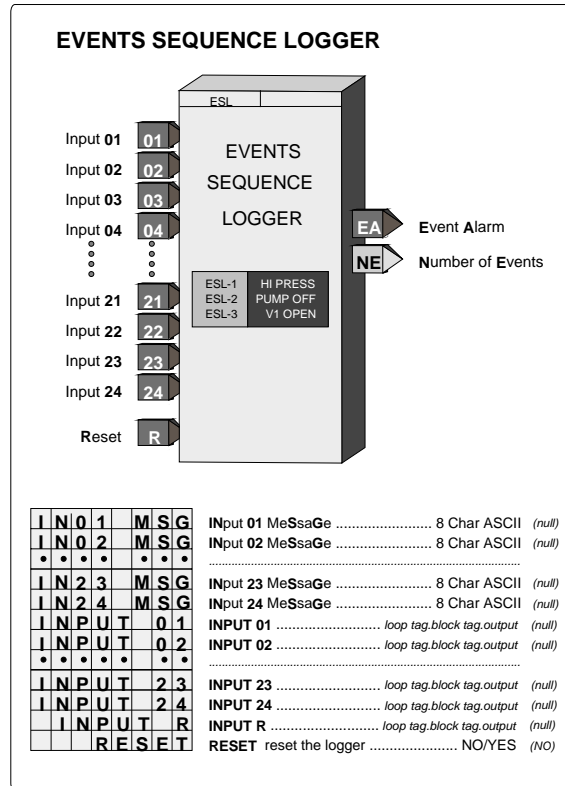 EVENTS SEQUENCE LOGGER
ESL
Input 01 01
Input 02 02
Input 03 03
Input 04 04
Input 21 21
Input 22 22
Input 23 23
Input 24 24
Reset R
EVENTS
SEQUENCE
LOGGER
ESL-1 HI PRESS
ESL-2 PUMP OFF
ESL-3 V1 OPEN
EA Event Alarm
NE Number of Events
IN01 MSG INput 01 MeSsaGe ........................ 8 Char ASCII (null)
IN02 MSG INput 02 MeSsaGe ........................ 8 Char ASCII (null)
• • • • • • • ........................
IN23 MSG INput 23 MeSsaGe ........................ 8 Char ASCII (null)
IN24 MSG INput 24 MeSsaGe ........................ 8 Char ASCII (null)
INPUT 01 INPUT 01 .......................... loop tag.block tag.output (null)
INPUT 02 INPUT 02 .......................... loop tag.block tag.output (null)
• • • • • • • ........................
INPUT 23 INPUT 23 .......................... loop tag.block tag.output (null)
INPUT 24 INPUT 24 .......................... loop tag.block tag.output (null)
INPUT R INPUT R ........................... loop tag.block tag.output (null)
RESET RESET reset the logger ...................... NO/YES (NO)